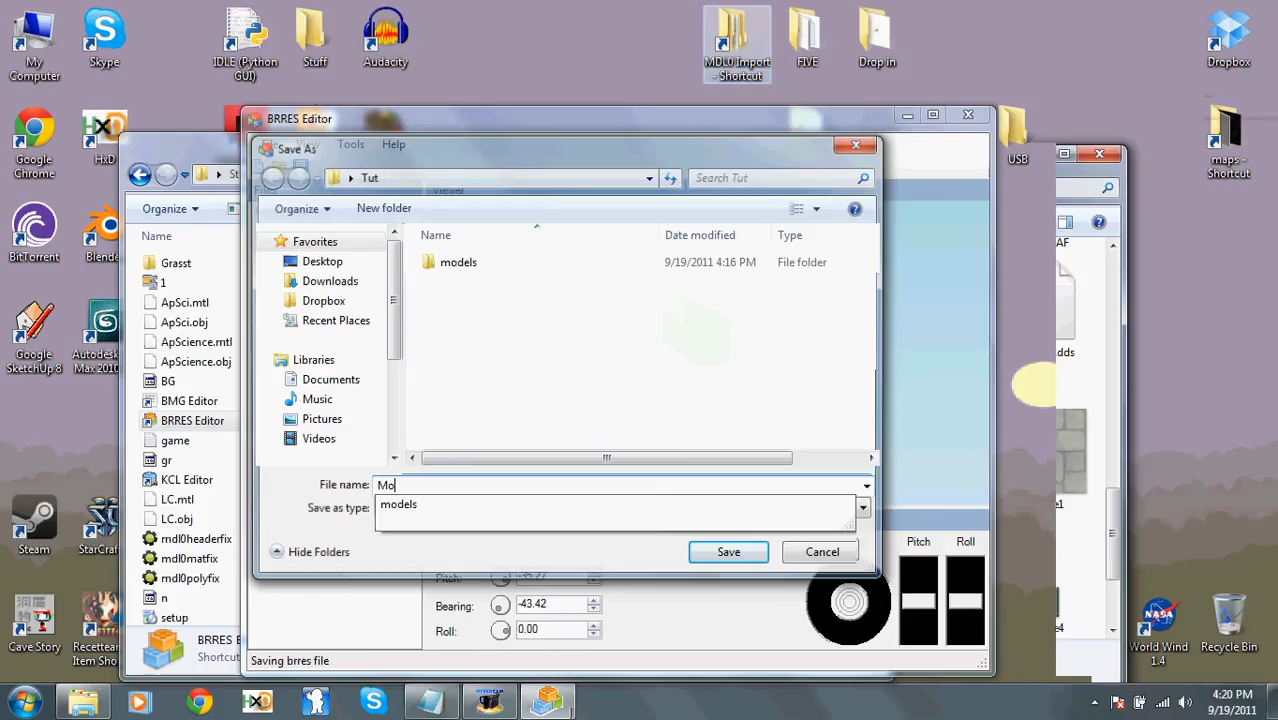 My Computer
Skype
IDLE (Python GUI)
Stuff
Audacity
MDL0 Import - Shortcut
FIVE
Drop in
Dropbox
BRRES Editor
Save As
Tools
Help
Google Chrome
HxD
USB
maps - Shortcut
Tut
Search Tut
Organize
Organize
New folder
Name
Favorites
Name
Date modified
Type
Desktop
models
9/19/2011 4:16 PM
File folder
Downloads
Dropbox
Recent Places
BitTorrent
Grasst
1
ApSci.mtl
ApSci.obj
ApScience.mtl
ApScience.obj
BG
BMG Editor
BRRES Editor
game
gr
KCL Editor
LC.mtl
LC.obj
mdl0headerfix
mdl0matfix
mdl0polyfix
n
setup
Libraries
Documents
Music
Pictures
Videos
Google SketchUp 8
.dds
File name: Mo
models
Save as type:
Hide Folders
Save
Cancel
Pitch
Roll
Pitch: -35.27
Bearing: -43.42
Roll: 0.00
Steam
Cave Story
World Wind 1.4
Recycle Bin
Saving brres file
4:20 PM
9/19/2011